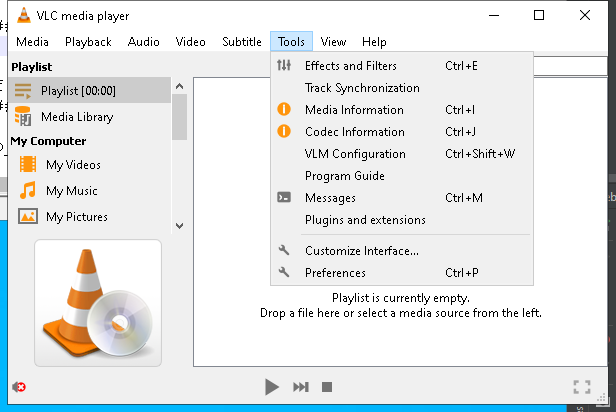 VLC media player
Media Playback Audio Video Subtitle Tools View Help
Playlist
Playlist [00:00]
Media Library
My Computer
My Videos
My Music
My Pictures
Effects and Filters Ctrl+E
Track Synchronization
Media Information Ctrl+I
Codec Information Ctrl+J
VLM Configuration Ctrl+Shift+W
Program Guide
Messages Ctrl+M
Plugins and extensions
Customize Interface...
Preferences Ctrl+P
Playlist is currently empty.
Drop a file here or select a media source from the left.